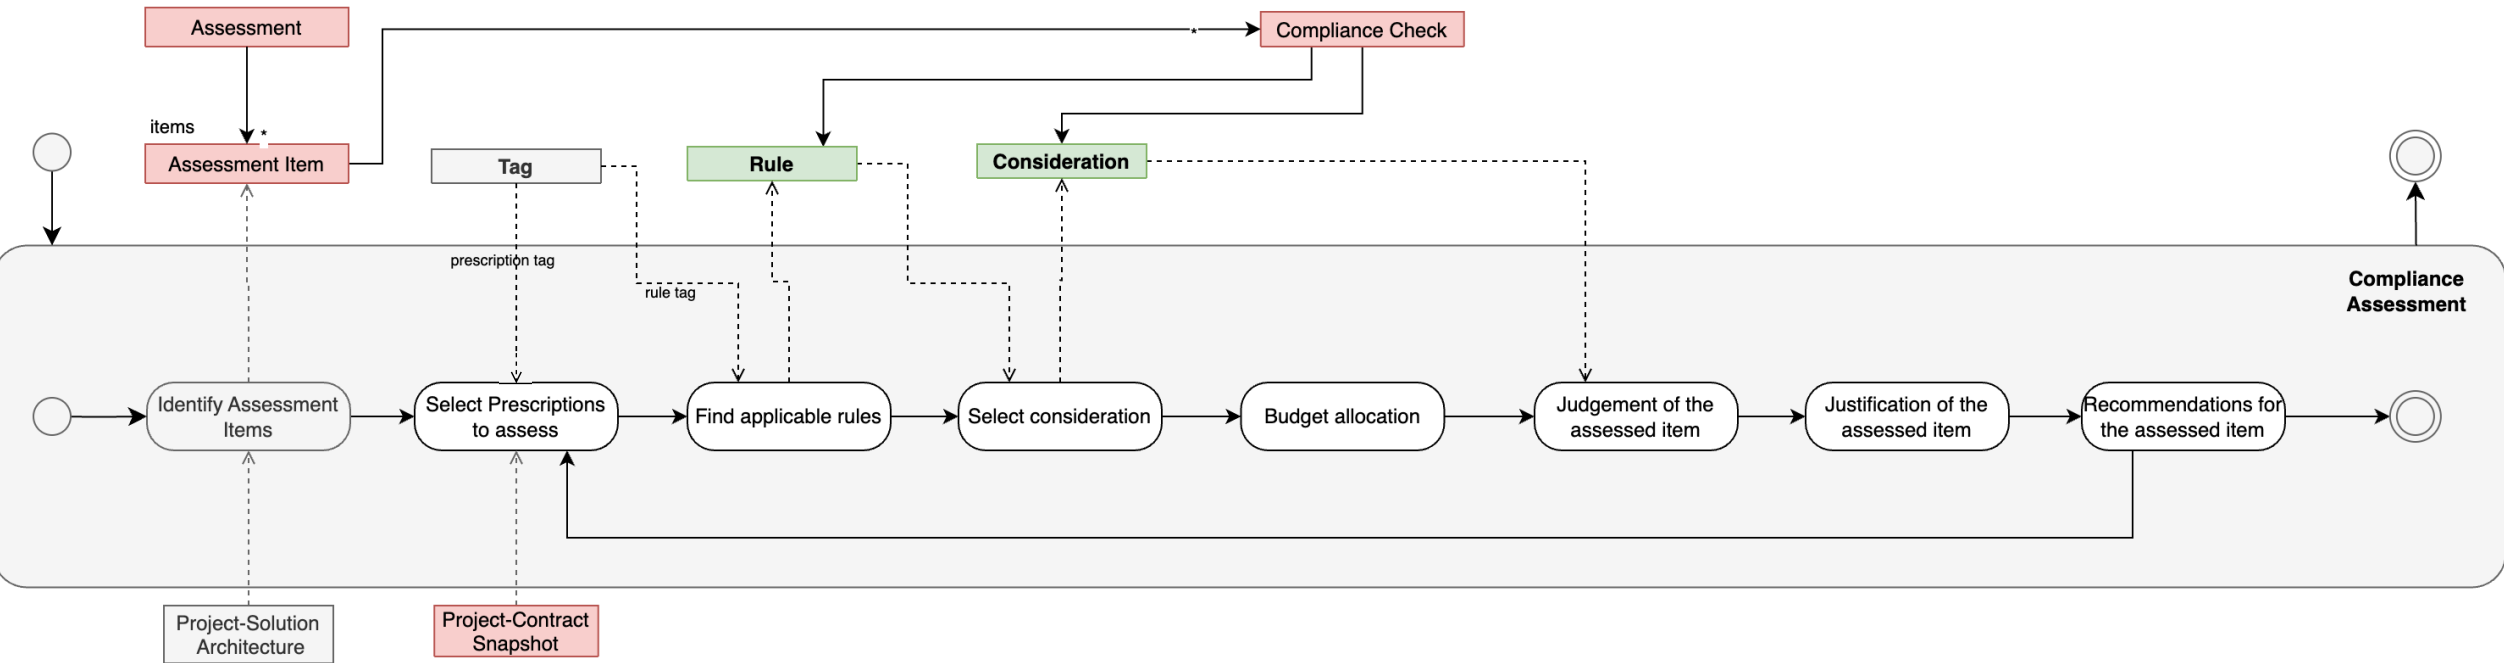 Assessment
*
Compliance Check
items
*
Assessment Item
Tag
Rule
Consideration
prescription tag
rule tag
Compliance
Assessment
Identify Assessment
Items
Select Prescriptions
to assess
Find applicable rules
Select consideration
Budget allocation
Judgement of the
assessed item
Justification of the
assessed item
Recommendations for
the assessed item
Project-Solution
Architecture
Project-Contract
Snapshot